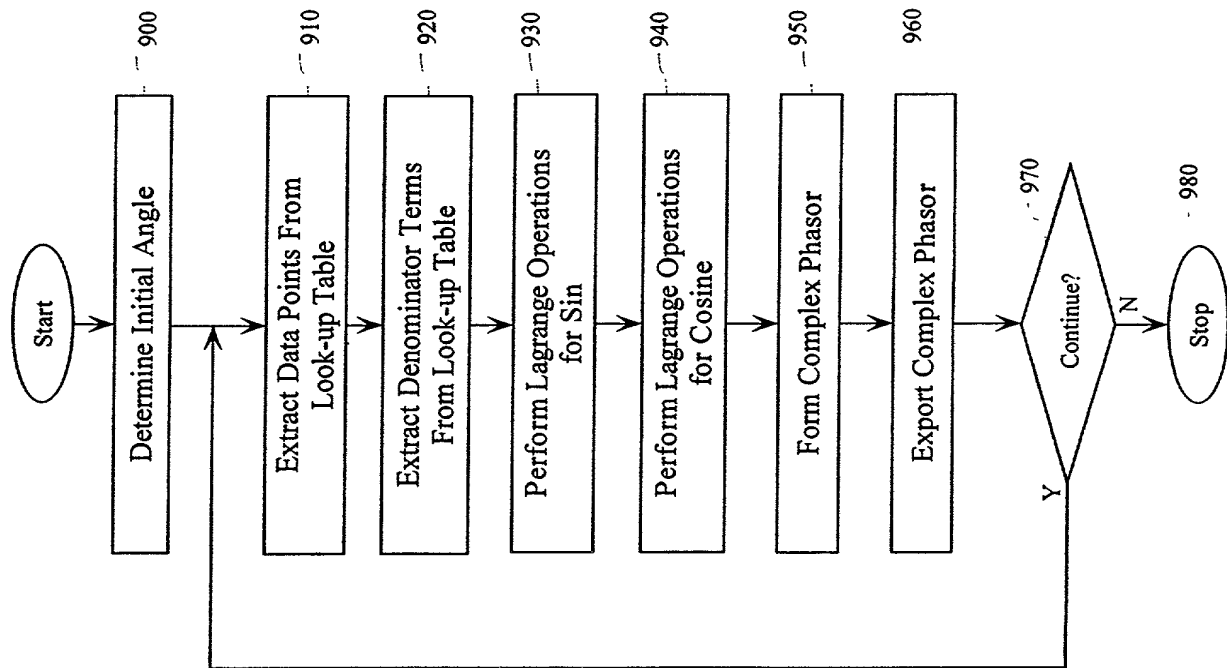 Start
Determine Initial Angle
900
Extract Data Points From
Look-up Table
910
Extract Denominator Terms
From Look-up Table
920
Perform Lagrange Operations
for Sin
930
Perform Lagrange Operations
for Cosine
940
Form Complex Phasor
950
Export Complex Phasor
960
Continue?
970
Y
N
Stop
980